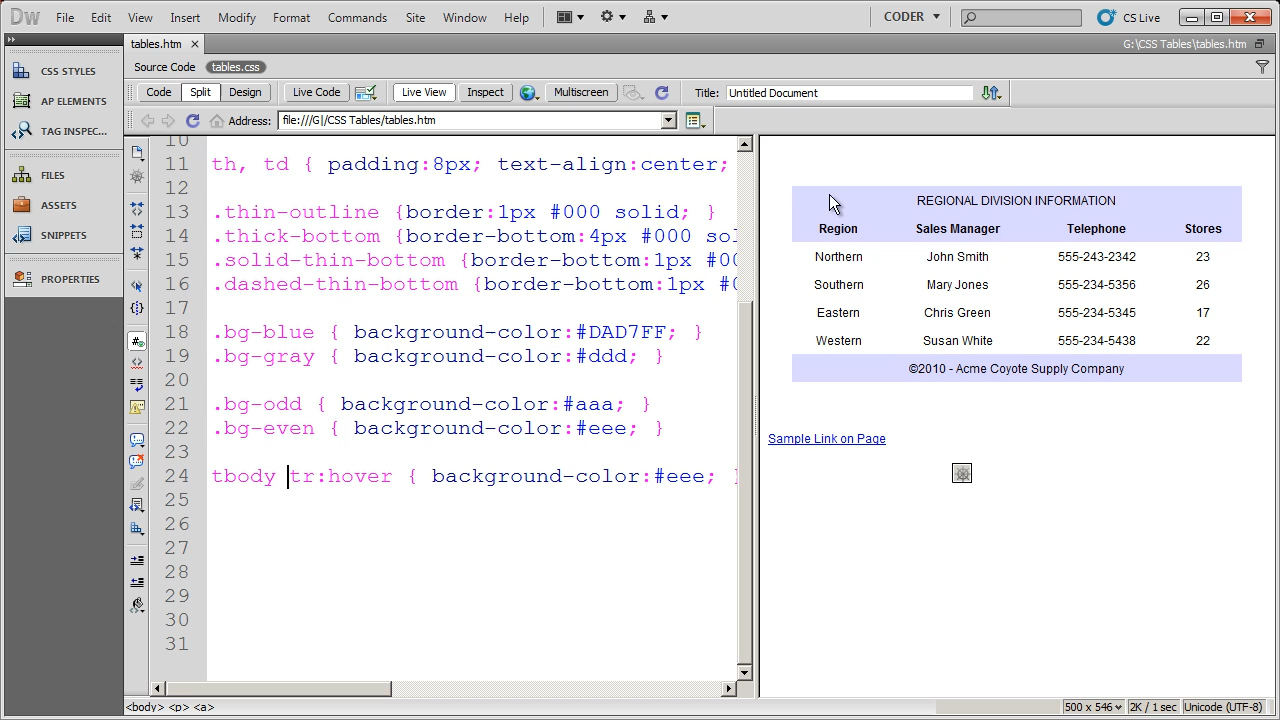 Dw File Edit View Insert Modify Format Commands Site Window Help CODER CS Live
tables.htm G:\CSS Tables\tables.htm
Source Code tables.css
Code Split Design Live Code Live View Inspect Multiscreen Title: Untitled Document
Address: file:///G|/CSS Tables/tables.htm
CSS STYLES
AP ELEMENTS
TAG INSPEC...
FILES
ASSETS
SNIPPETS
PROPERTIES
10
11 th, td { padding:8px; text-align:center;
12
13 .thin-outline {border:1px #000 solid; }
14 .thick-bottom {border-bottom:4px #000 sol
15 .solid-thin-bottom {border-bottom:1px #00
16 .dashed-thin-bottom {border-bottom:1px #0
17
18 .bg-blue { background-color:#DAD7FF; }
19 .bg-gray { background-color:#ddd; }
20
21 .bg-odd { background-color:#aaa; }
22 .bg-even { background-color:#eee; }
23
24 tbody tr:hover { background-color:#eee; }
25
26
27
28
29
30
31
REGIONAL DIVISION INFORMATION
Region Sales Manager Telephone Stores
Northern John Smith 555-243-2342 23
Southern Mary Jones 555-234-5356 26
Eastern Chris Green 555-234-5345 17
Western Susan White 555-234-5438 22
©2010 - Acme Coyote Supply Company
Sample Link on Page
<body> <p> <a> 500 x 546 2K / 1 sec Unicode (UTF-8)